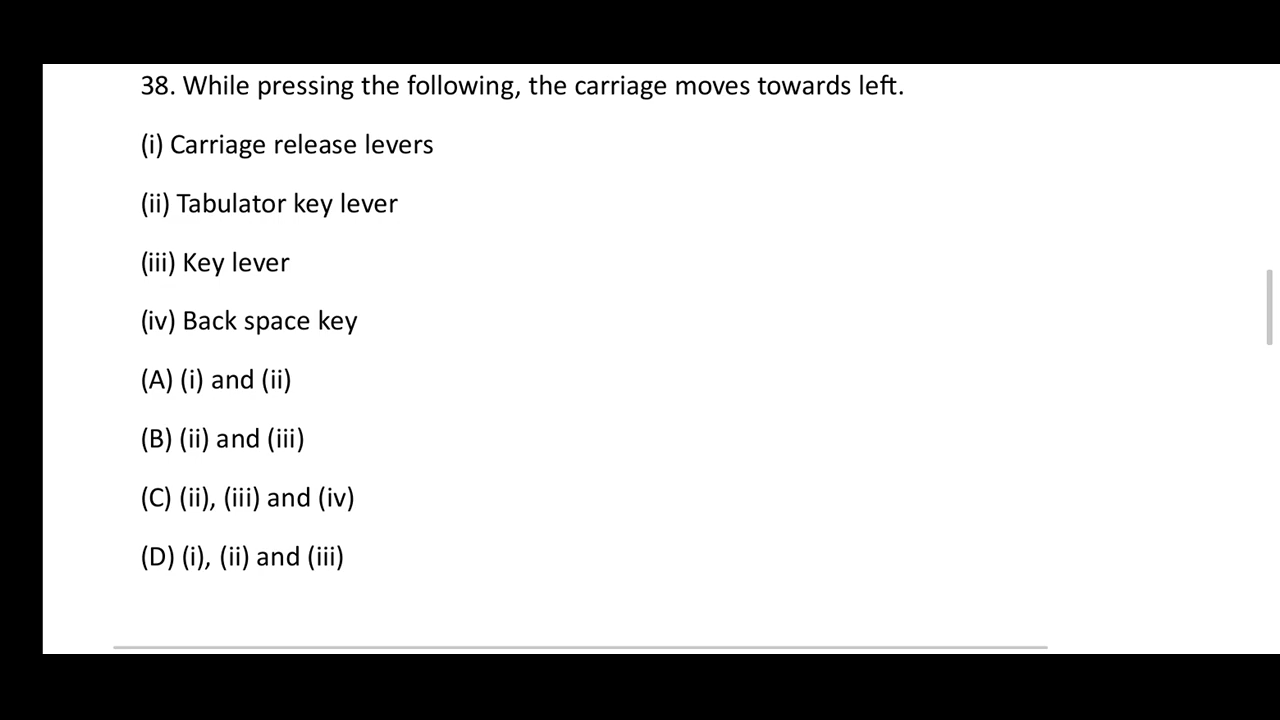 38. While pressing the following, the carriage moves towards left.
(i) Carriage release levers
(ii) Tabulator key lever
(iii) Key lever
(iv) Back space key
(A) (i) and (ii)
(B) (ii) and (iii)
(C) (ii), (iii) and (iv)
(D) (i), (ii) and (iii)